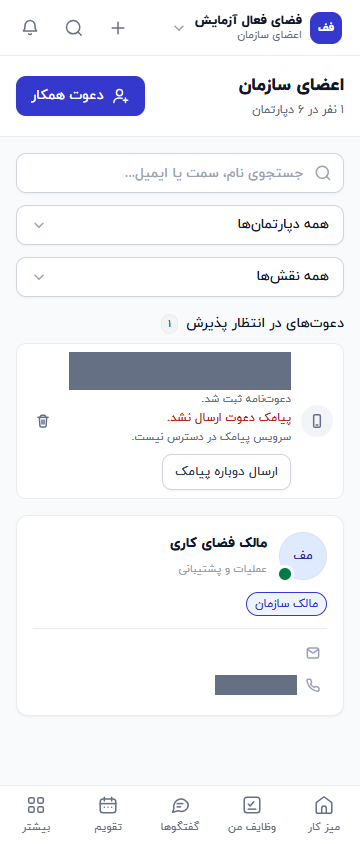 فضای فعال آزمایش
اعضای سازمان
فف
اعضای سازمان
۱ نفر در ۶ دپارتمان
دعوت همکار
جستجوی نام، سمت یا ایمیل...
همه دپارتمان‌ها
همه نقش‌ها
دعوت‌های در انتظار پذیرش ۱
دعوت‌نامه ثبت شد.
پیامک دعوت ارسال نشد.
سرویس پیامک در دسترس نیست.
ارسال دوباره پیامک
مف
مالک فضای کاری
عملیات و پشتیبانی
مالک سازمان
میز کار
وظایف من
گفتگوها
تقویم
بیشتر